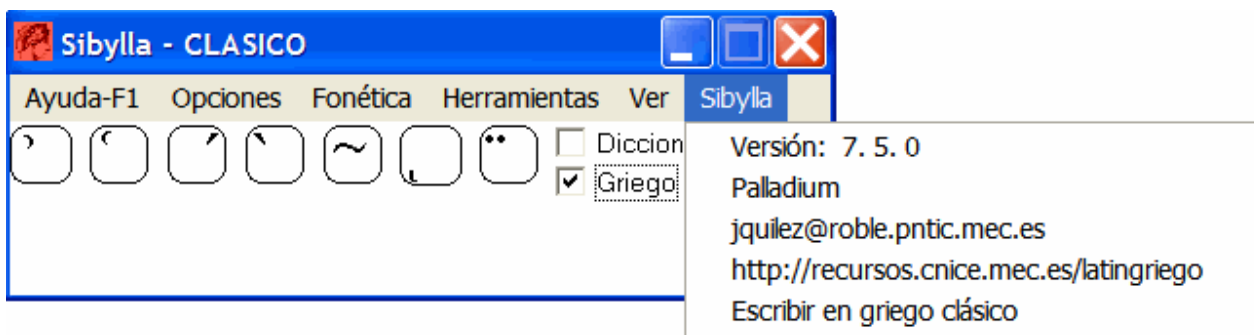 Sibylla - CLASICO
Ayuda-F1 Opciones Fonética Herramientas Ver Sibylla
Diccion
Griego
Versión: 7. 5. 0
Palladium
jquilez@roble.pntic.mec.es
http://recursos.cnice.mec.es/latingriego
Escribir en griego clásico